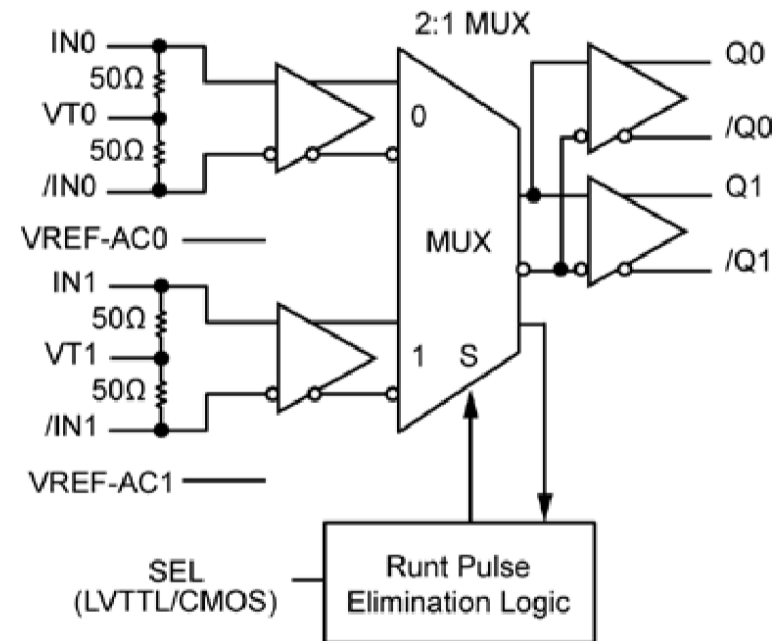 2:1 MUX
IN0
50Ω
VT0
50Ω
/IN0
VREF-AC0
IN1
50Ω
VT1
50Ω
/IN1
VREF-AC1
0
MUX
1 S
Q0
/Q0
Q1
/Q1
SEL
(LVTTL/CMOS)
Runt Pulse
Elimination Logic